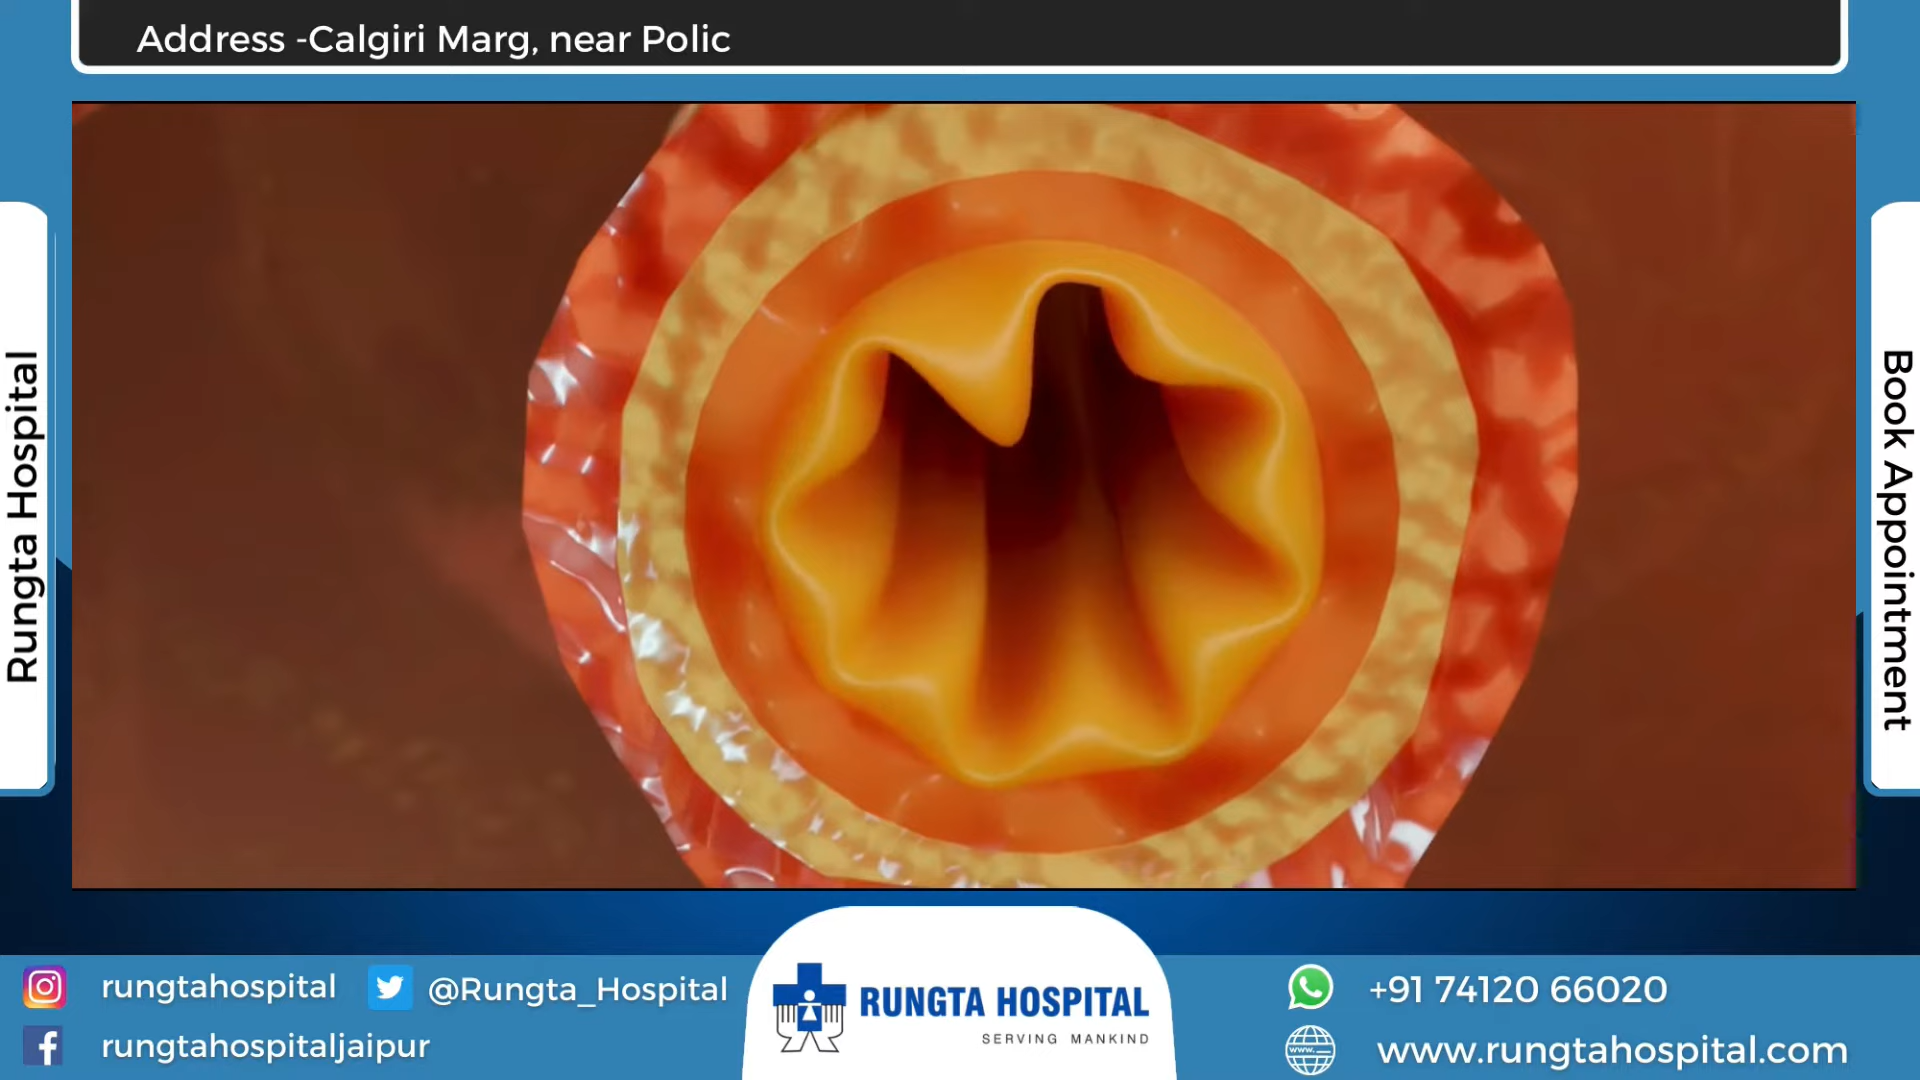 Address -Calgiri Marg, near Polic
Rungta Hospital
Book Appointment
rungtahospital
@Rungta_Hospital
rungtahospitaljaipur
RUNGTA HOSPITAL
SERVING MANKIND
+91 74120 66020
www.rungtahospital.com